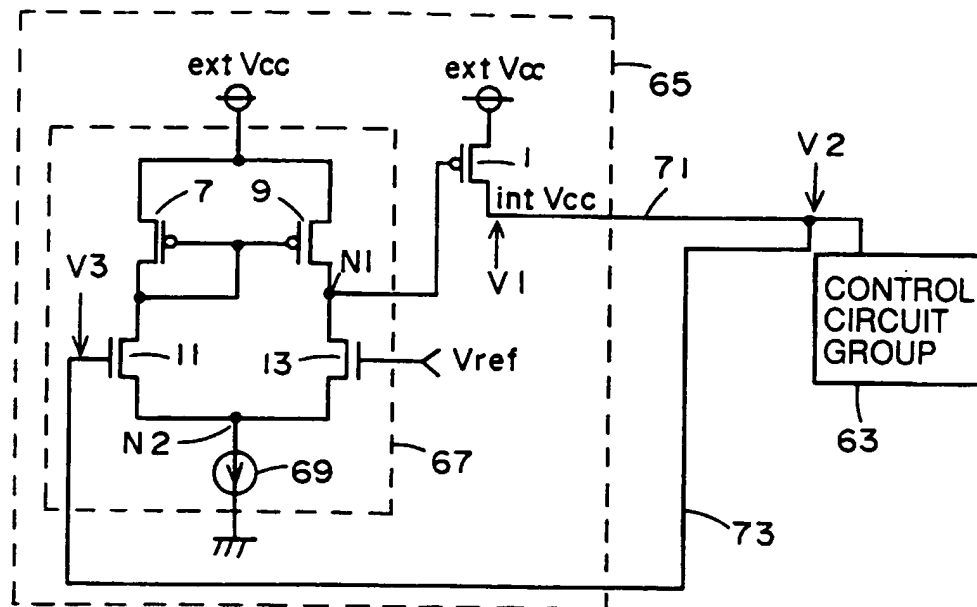 ext Vcc
ext Vcc
65
7
9
1
V2
71
int Vcc
N1
V3
V1
CONTROL
CIRCUIT
GROUP
11
13
Vref
N2
63
69
67
73